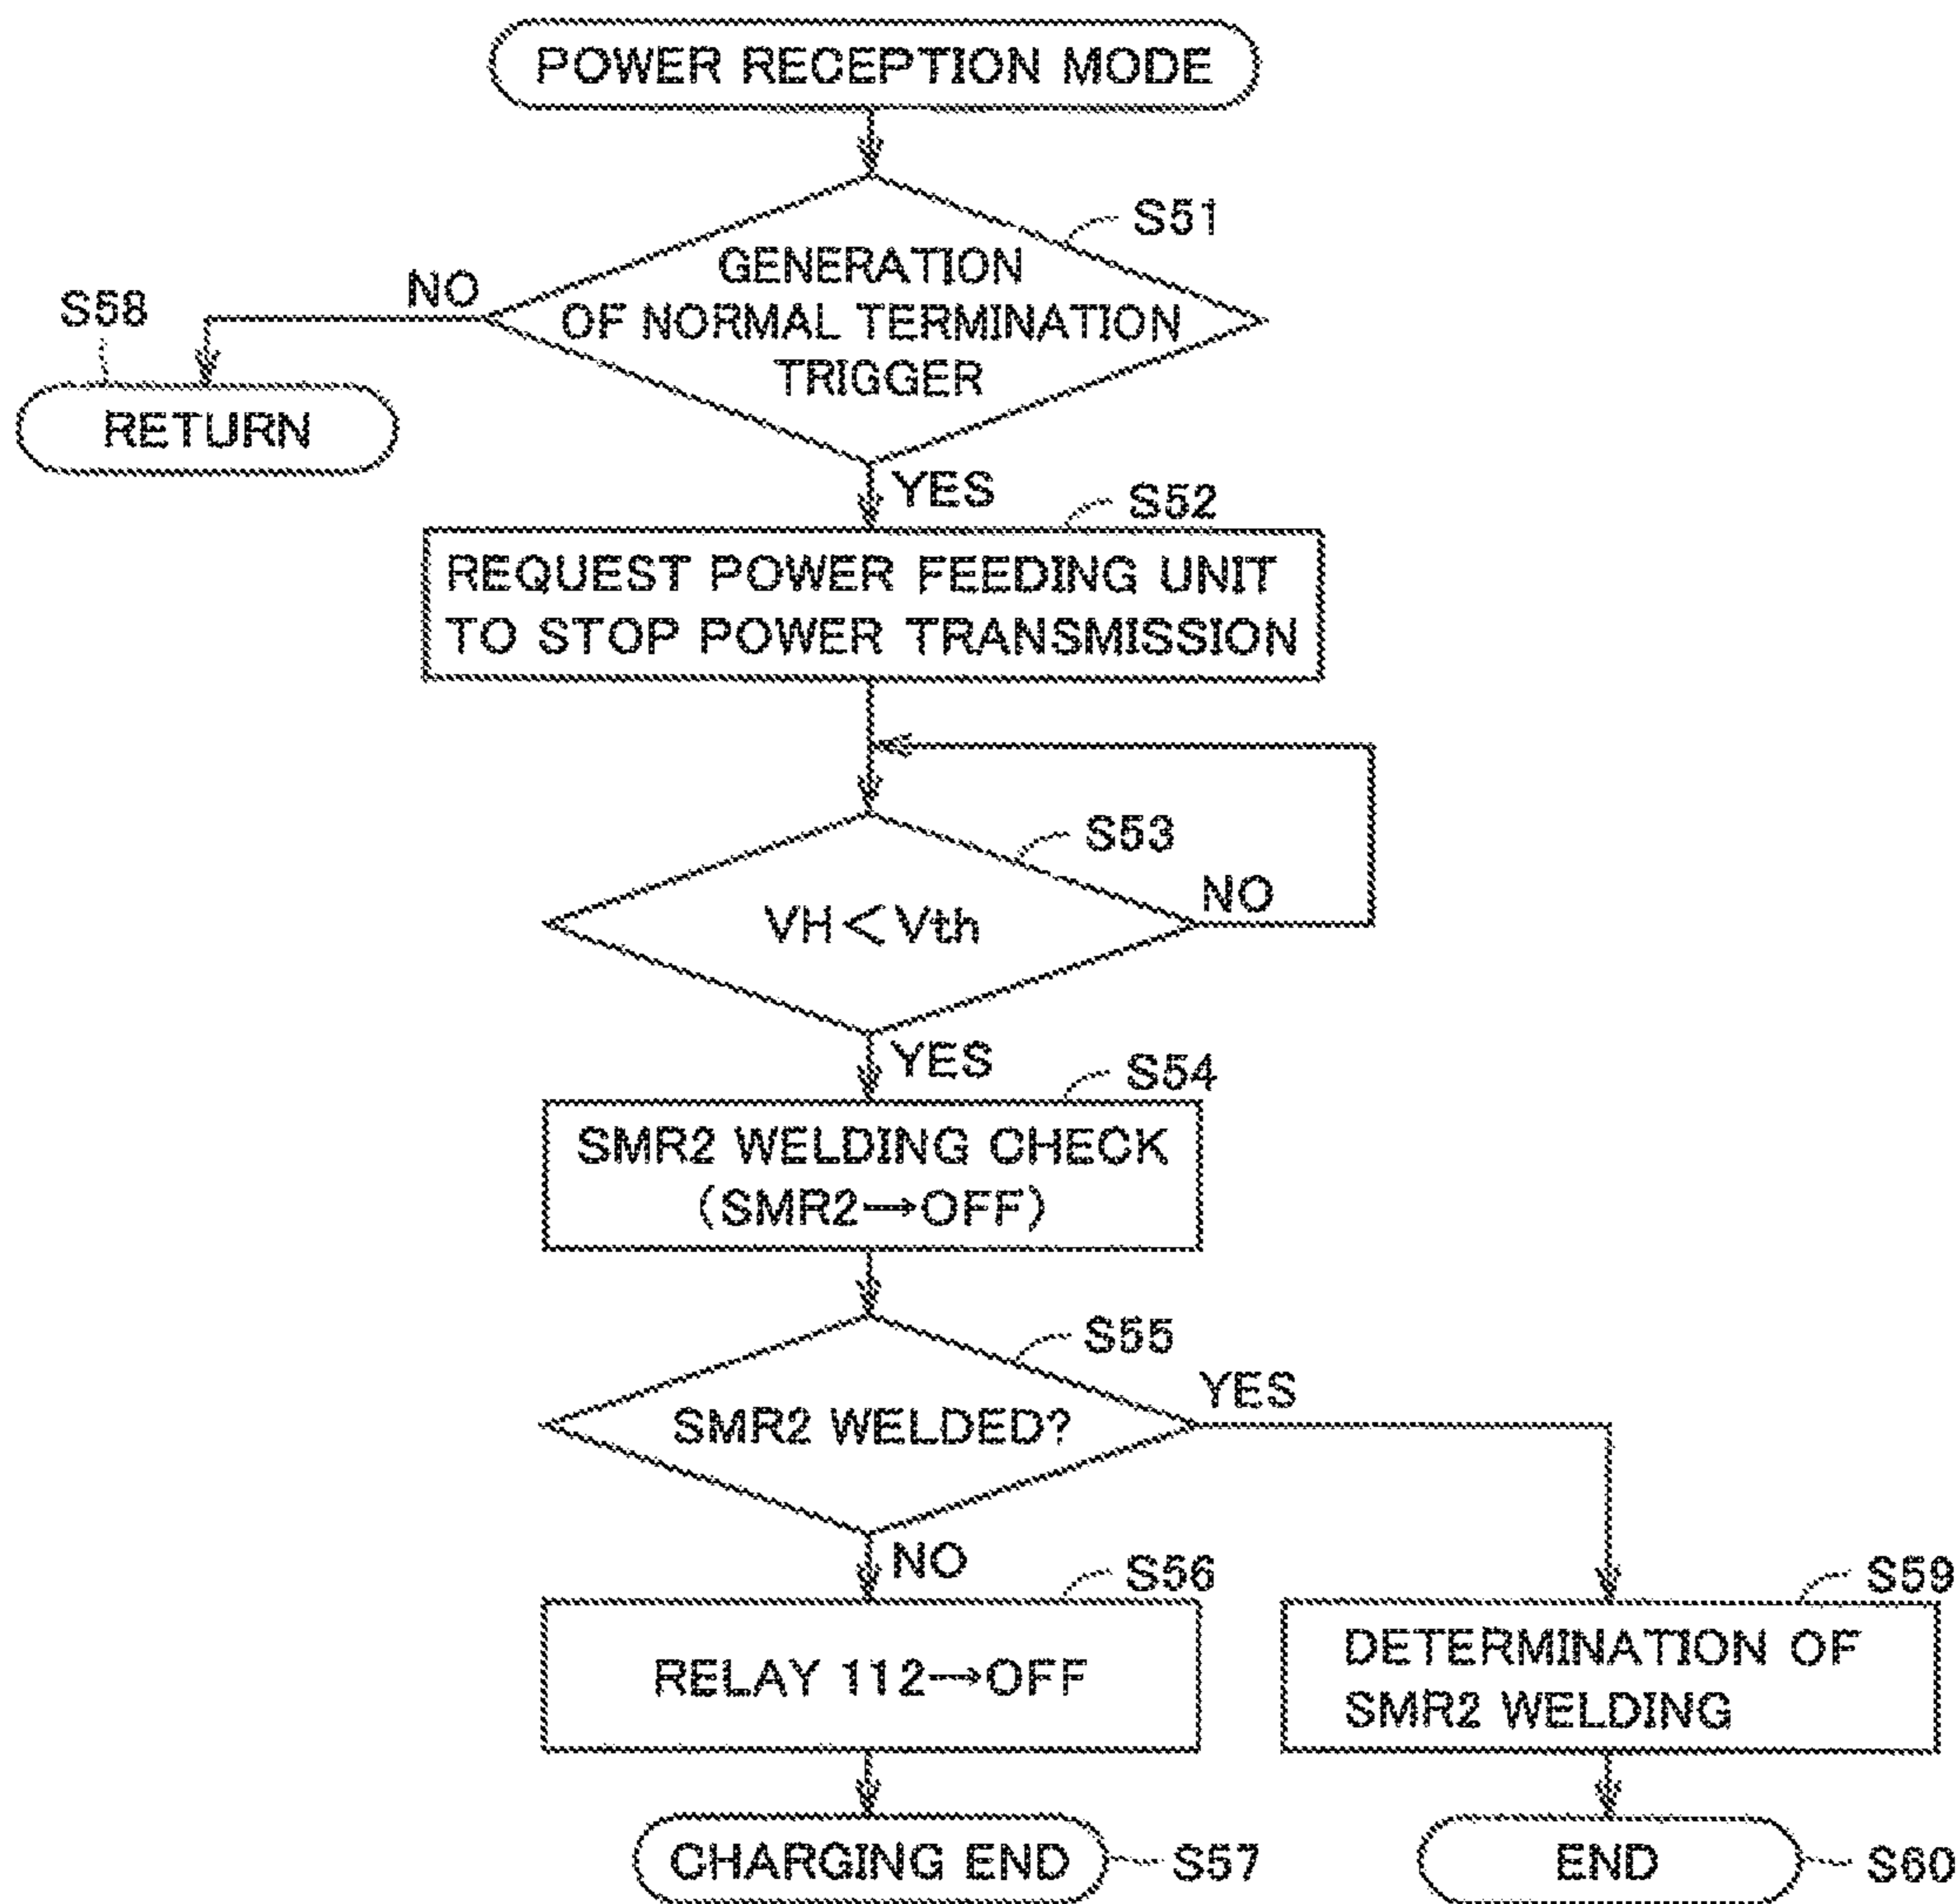 POWER RECEPTION MODE
S51
GENERATION
OF NORMAL TERMINATION
TRIGGER
NO
S58
RETURN
YES
S52
REQUEST POWER FEEDING UNIT
TO STOP POWER TRANSMISSION
S53
VH<Vth
NO
YES
S54
SMR2 WELDING CHECK
(SMR2→OFF)
S55
SMR2 WELDED?
YES
NO
S56
RELAY 112→OFF
S59
DETERMINATION OF
SMR2 WELDING
CHARGING END
S57
END
S60